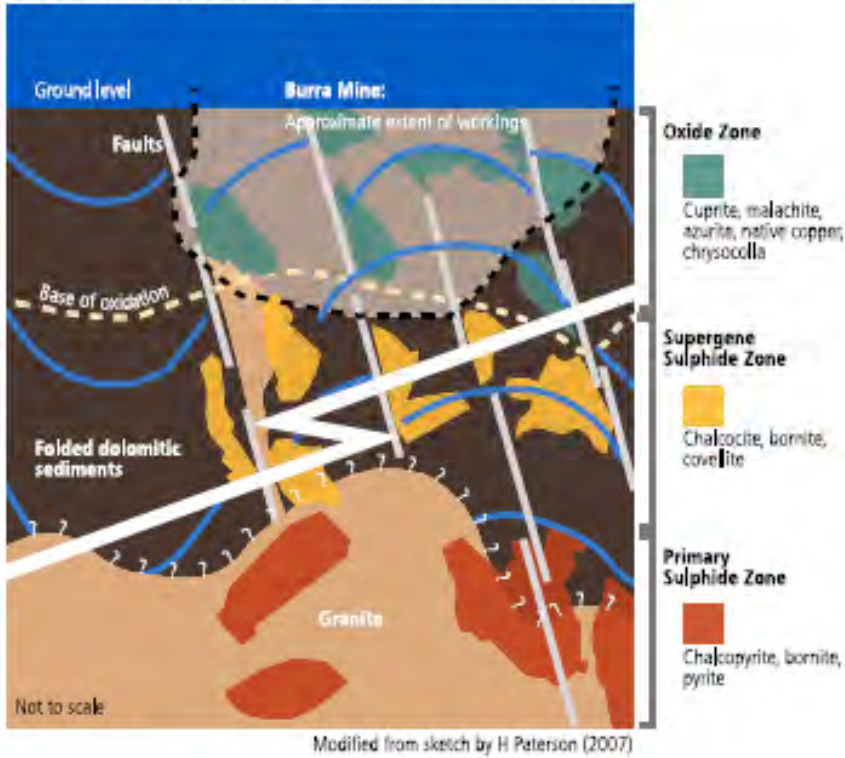 Ground level
Burra Mine:
Approximate extent of workings
Faults
Base of oxidation
Folded dolomitic
sediments
Granite
Not to scale
? ? ? ? ? ? ? ? ? ? ? ? ? ? ? ? ? ? ? ? ? ? ?
Oxide Zone
Cuprite, malachite,
azurite, native copper,
chrysocolla
Supergene
Sulphide Zone
Chalcocite, bornite,
covellite
Primary
Sulphide Zone
Chalcopyrite, bornite,
pyrite
Modified from sketch by H Paterson (2007)